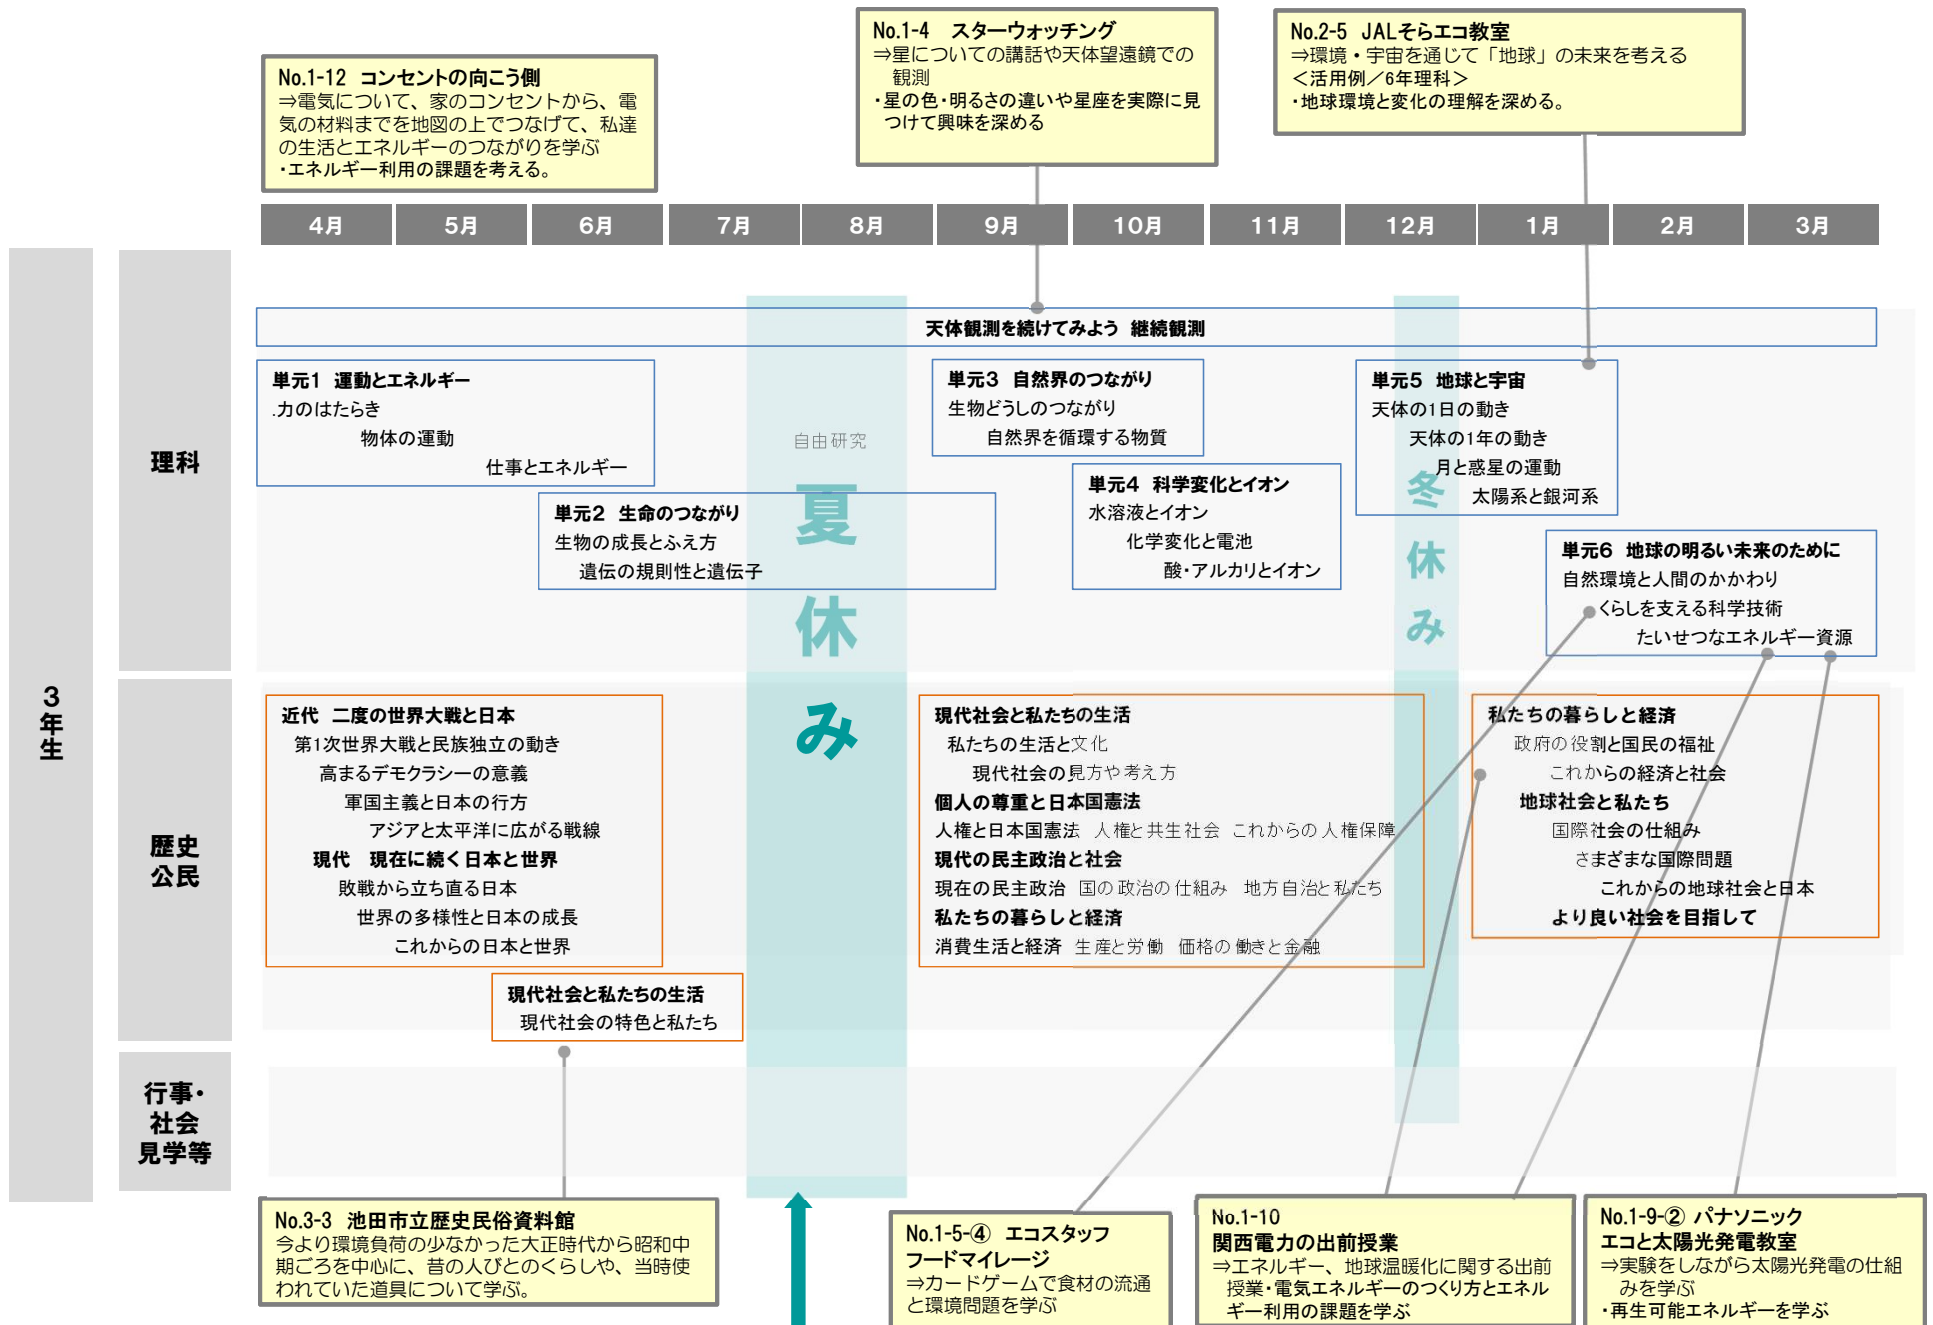 No.1-12 コンセントの向こう側
⇒電気について、家のコンセントから、電
気の材料までを地図の上でつなげて、私達
の生活とエネルギーのつながりを学ぶ
・エネルギー利用の課題を考える。
No.1-4 スターウォッチング
⇒星についての講話や天体望遠鏡での
観測
・星の色・明るさの違いや星座を実際に見
つけて興味を深める
No.2-5 JALそらエコ教室
⇒環境・宇宙を通じて「地球」の未来を考える
＜活用例／6年理科＞
・地球環境と変化の理解を深める。
4月 5月 6月 7月 8月 9月 10月 11月 12月 1月 2月 3月
3年生
理科
天体観測を続けてみよう 継続観測
単元1 運動とエネルギー
.力のはたらき
物体の運動
仕事とエネルギー
単元2 生命のつながり
生物の成長とふえ方
遺伝の規則性と遺伝子
自由研究
夏休み
単元3 自然界のつながり
生物どうしのつながり
自然界を循環する物質
単元4 科学変化とイオン
水溶液とイオン
化学変化と電池
酸・アルカリとイオン
単元5 地球と宇宙
天体の1日の動き
天体の1年の動き
月と惑星の運動
太陽系と銀河系
冬休み
単元6 地球の明るい未来のために
自然環境と人間のかかわり
くらしを支える科学技術
たいせつなエネルギー資源
歴史
公民
近代 二度の世界大戦と日本
第1次世界大戦と民族独立の動き
高まるデモクラシーの意義
軍国主義と日本の行方
アジアと太平洋に広がる戦線
現代 現在に続く日本と世界
敗戦から立ち直る日本
世界の多様性と日本の成長
これからの日本と世界
現代社会と私たちの生活
現代社会の特色と私たち
現代社会と私たちの生活
私たちの生活と文化
現代社会の見方や考え方
個人の尊重と日本国憲法
人権と日本国憲法 人権と共生社会 これからの人権保障
現代の民主政治と社会
現在の民主政治 国の政治の仕組み 地方自治と私たち
私たちの暮らしと経済
消費生活と経済 生産と労働 価格の働きと金融
私たちの暮らしと経済
政府の役割と国民の福祉
これからの経済と社会
地球社会と私たち
国際社会の仕組み
さまざまな国際問題
これからの地球社会と日本
より良い社会を目指して
行事・
社会
見学等
No.3-3 池田市立歴史民俗資料館
今より環境負荷の少なかった大正時代から昭和中
期ごろを中心に、昔の人びとのくらしや、当時使
われていた道具について学ぶ。
No.1-5-④ エコスタッフ
フードマイレージ
⇒カードゲームで食材の流通
と環境問題を学ぶ
No.1-10
関西電力の出前授業
⇒エネルギー、地球温暖化に関する出前
授業・電気エネルギーのつくり方とエネル
ギー利用の課題を学ぶ
No.1-9-② パナソニック
エコと太陽光発電教室
⇒実験をしながら太陽光発電の仕組
みを学ぶ
・再生可能エネルギーを学ぶ